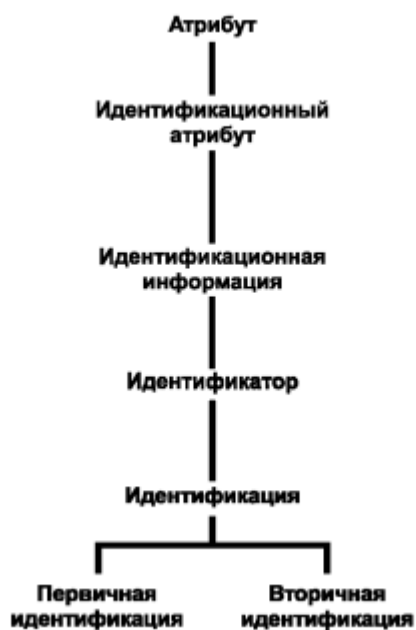 Атрибут
Идентификационный
атрибут
Идентификационная
информация
Идентификатор
Идентификация
Первичная
идентификация
Вторичная
идентификация